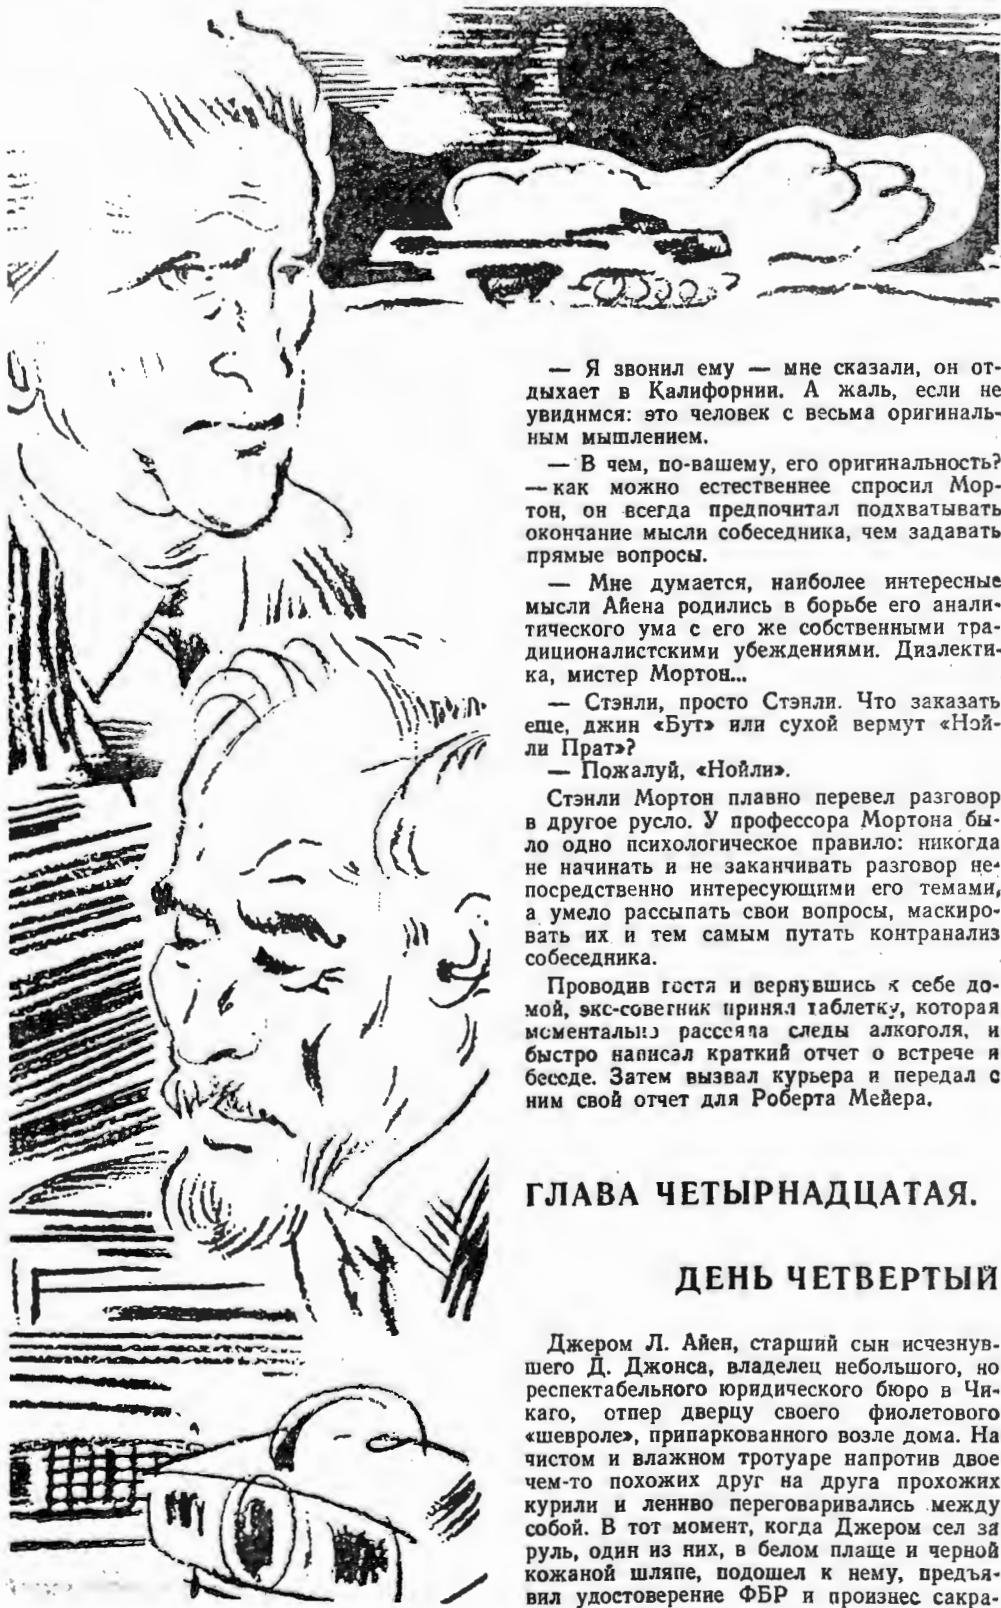 — Я звонил ему — мне сказали, он от-
дыхает в Калифорнии. А жаль, если не
увидимся: это человек с весьма оригиналь-
ным мышлением.
— В чем, по-вашему, его оригинальность?
— как можно естественнее спросил Мор-
тон, он всегда предпочитал подхватывать
окончание мысли собеседника, чем задавать
прямые вопросы.
— Мне думается, наиболее интересные
мысли Айена родились в борьбе его анали-
тического ума с его же собственными тра-
диционалистскими убеждениями. Диалекти-
ка, мистер Мортон...
— Стэнли, просто Стэнли. Что заказать
еще, джин «Бут» или сухой вермут «Нэй-
ли Прат»?
— Пожалуй, «Нойли».
Стэнли Мортон плавно перевел разговор
в другое русло. У профессора Мортона бы-
ло одно психологическое правило: никогда
не начинать и не заканчивать разговор не-
посредственно интересующими его темами,
а умело рассыпать свои вопросы, маскиро-
вать их и тем самым путать контранализ
собеседника.
Проводив гостя и вернувшись к себе до-
мой, экс-советник принял таблетку, которая
моментально рассеяла следы алкоголя, и
быстро написал краткий отчет о встрече и
беседе. Затем вызвал курьера и передал с
ним свой отчет для Роберта Мейера.
ГЛАВА ЧЕТЫРНАДЦАТАЯ.
ДЕНЬ ЧЕТВЕРТЫЙ
Джером Л. Айен, старший сын исчезнув-
шего Д. Джонса, владелец небольшого, но
респектабельного юридического бюро в Чи-
каго, отпер дверцу своего фиолетового
«шевроле», припаркованного возле дома. На
чистом и влажном тротуаре напротив двое
чем-то похожих друг на друга прохожих
курили и лениво переговаривались между
собой. В тот момент, когда Джером сел за
руль, один из них, в белом плаще и черной
кожаной шляпе, подошел к нему, предъя-
вил удостоверение ФБР и произнес сакра-